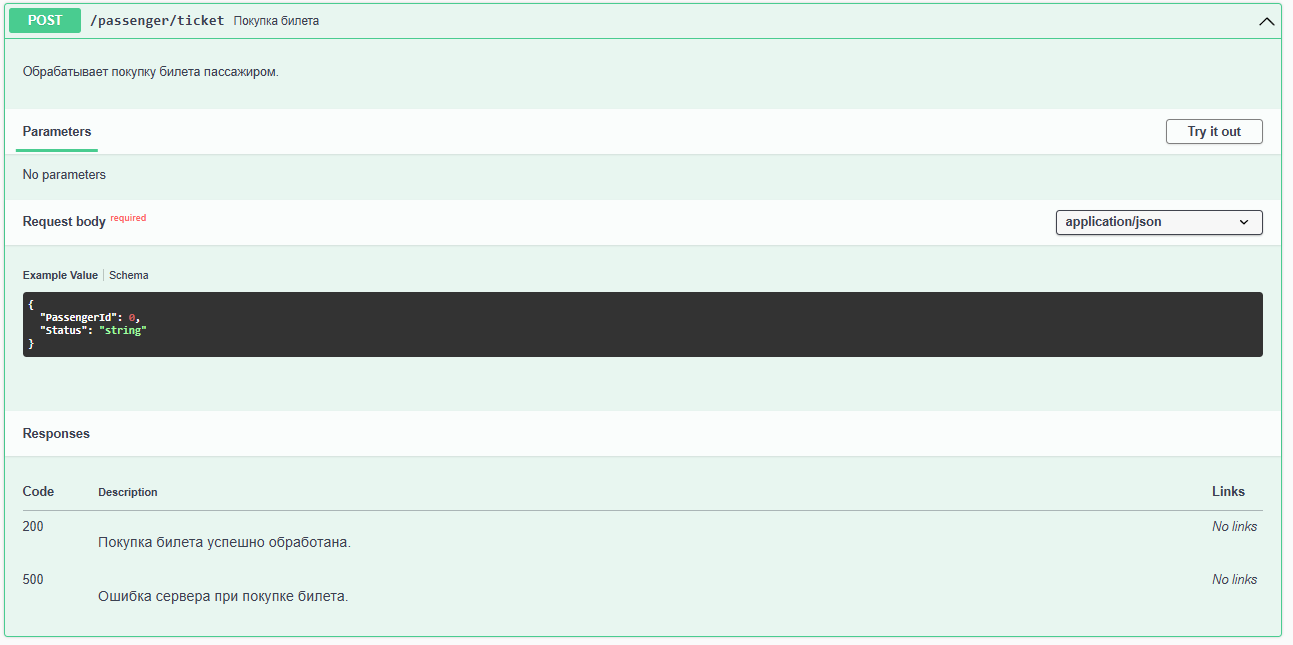 POST /passenger/ticket Покупка билета
Обрабатывает покупку билета пассажиром.
Parameters Try it out
No parameters
Request body required application/json
Example Value Schema
{
"PassengerId": 0,
"Status": "string"
}
Responses
Code Description Links
200 No links
Покупка билета успешно обработана.
500 No links
Ошибка сервера при покупке билета.